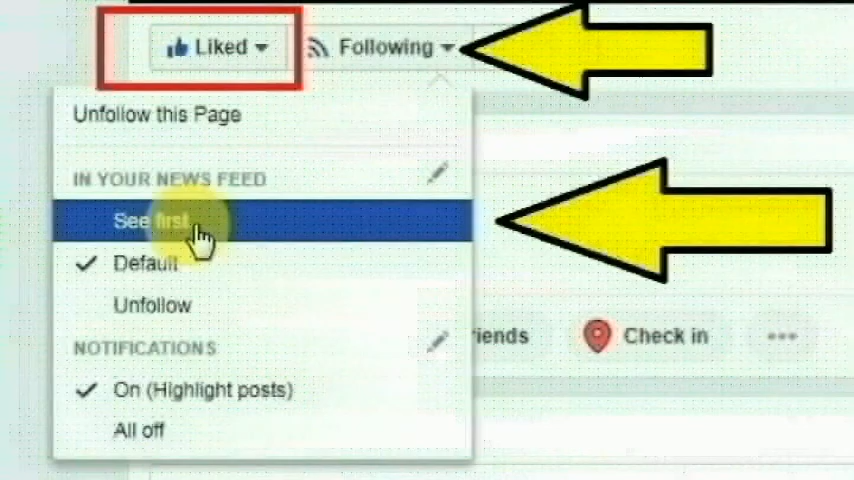 Liked Following
Unfollow this Page
IN YOUR NEWS FEED
See first
Default
Unfollow
riends Check in
NOTIFICATIONS
On (Highlight posts)
All off